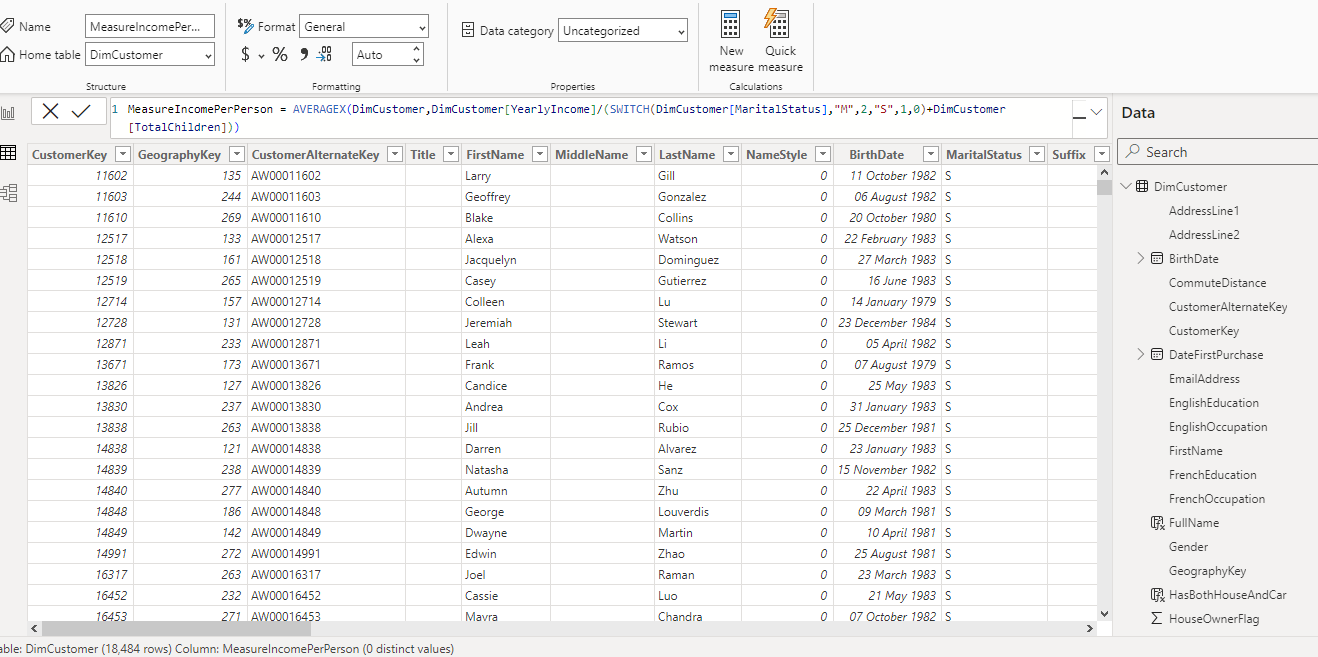 Name MeasureIncomePer... $% Format General Data category Uncategorized New measure Quick measure
Home table DimCustomer $ % , Auto
Structure Formatting Properties Calculations
1 MeasureIncomePerPerson = AVERAGEX(DimCustomer,DimCustomer[YearlyIncome]/(SWITCH(DimCustomer[MaritalStatus],"M",2,"S",1,0)+DimCustomer
[TotalChildren]))
CustomerKey GeographyKey CustomerAlternateKey Title FirstName MiddleName LastName NameStyle BirthDate MaritalStatus Suffix
11602 135 AW00011602 Larry Gill 0 11 October 1982 S
11603 244 AW00011603 Geoffrey Gonzalez 0 06 August 1982 S
11610 269 AW00011610 Blake Collins 0 20 October 1980 S
12517 133 AW00012517 Alexa Watson 0 22 February 1983 S
12518 161 AW00012518 Jacquelyn Dominguez 0 27 March 1983 S
12519 265 AW00012519 Casey Gutierrez 0 16 June 1983 S
12714 157 AW00012714 Colleen Lu 0 14 January 1979 S
12728 131 AW00012728 Jeremiah Stewart 0 23 December 1984 S
12871 233 AW00012871 Leah Li 0 05 April 1982 S
13671 173 AW00013671 Frank Ramos 0 07 August 1979 S
13826 127 AW00013826 Candice He 0 25 May 1983 S
13830 237 AW00013830 Andrea Cox 0 31 January 1983 S
13838 263 AW00013838 Jill Rubio 0 25 December 1981 S
14838 121 AW00014838 Darren Alvarez 0 23 January 1983 S
14839 238 AW00014839 Natasha Sanz 0 15 November 1982 S
14840 277 AW00014840 Autumn Zhu 0 22 April 1983 S
14848 186 AW00014848 George Louverdis 0 09 March 1981 S
14849 142 AW00014849 Dwayne Martin 0 10 April 1981 S
14991 272 AW00014991 Edwin Zhao 0 25 August 1981 S
16317 263 AW00016317 Joel Raman 0 23 March 1983 S
16452 232 AW00016452 Cassie Luo 0 21 May 1983 S
16453 271 AW00016453 Mayra Chandra 0 07 October 1982 S
able: DimCustomer (18,484 rows) Column: MeasureIncomePerPerson (0 distinct values)
Data
Search
DimCustomer
AddressLine1
AddressLine2
BirthDate
CommuteDistance
CustomerAlternateKey
CustomerKey
DateFirstPurchase
EmailAddress
EnglishEducation
EnglishOccupation
FirstName
FrenchEducation
FrenchOccupation
FullName
Gender
GeographyKey
HasBothHouseAndCar
HouseOwnerFlag